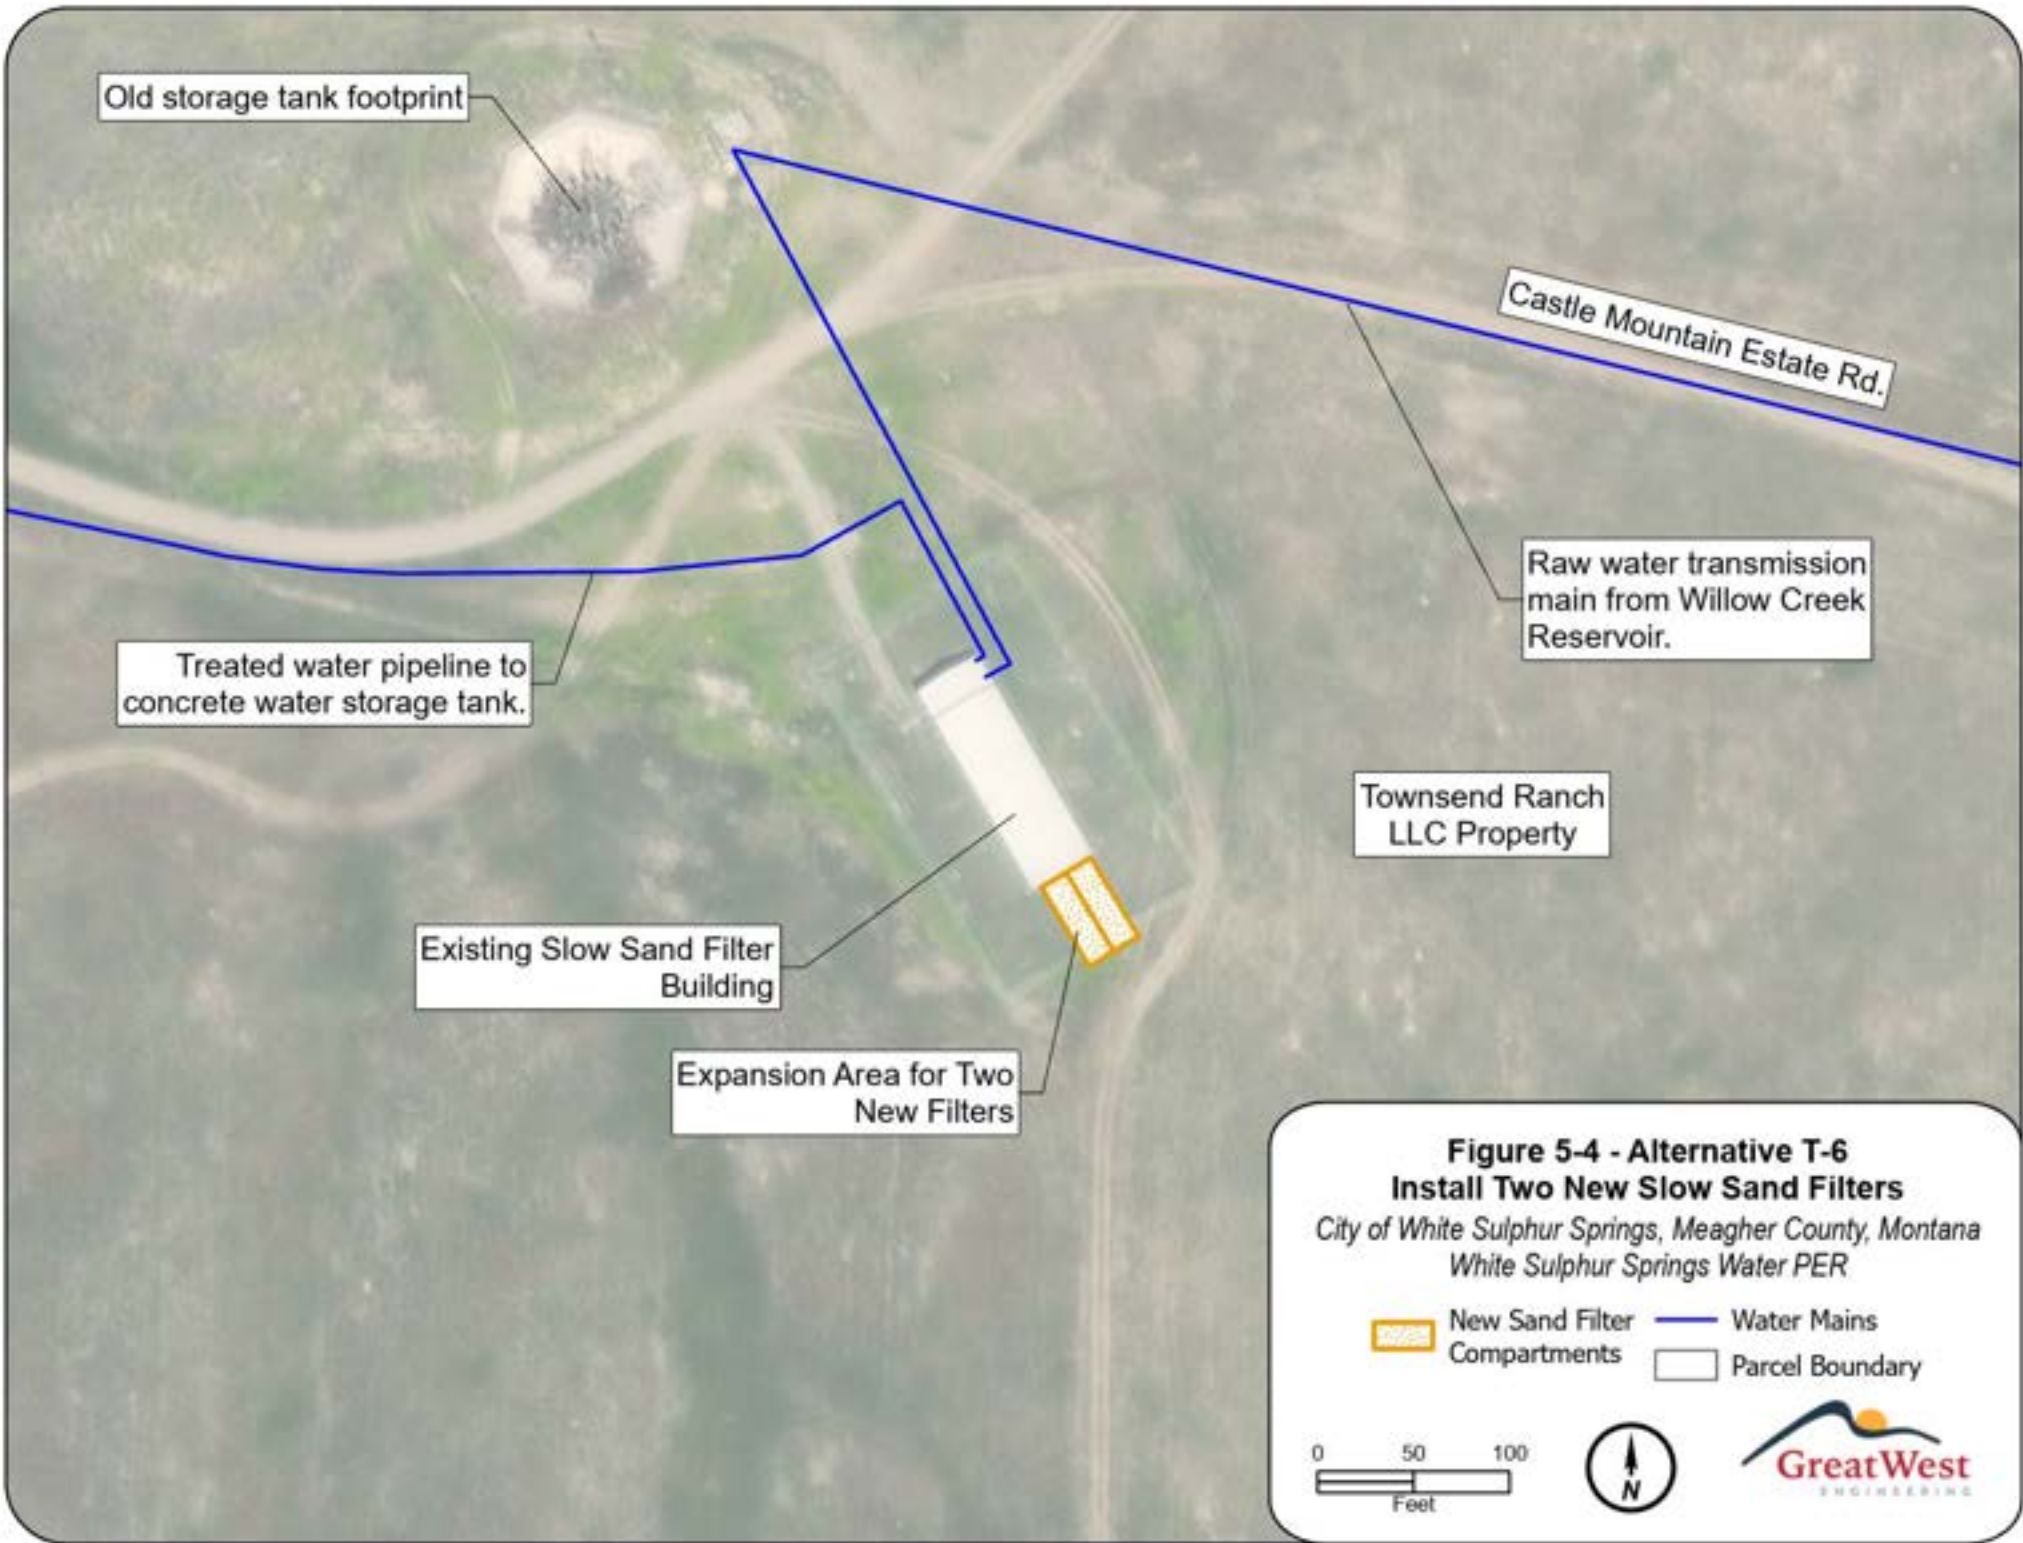 Old storage tank footprint
Castle Mountain Estate Rd.
Raw water transmission
main from Willow Creek
Reservoir.
Treated water pipeline to
concrete water storage tank.
Townsend Ranch
LLC Property
Existing Slow Sand Filter
Building
Expansion Area for Two
New Filters
Figure 5-4 - Alternative T-6
Install Two New Slow Sand Filters
City of White Sulphur Springs, Meagher County, Montana
White Sulphur Springs Water PER
New Sand Filter
Compartments
Water Mains
Parcel Boundary
0 50 100
Feet
N
GreatWest
ENGINEERING